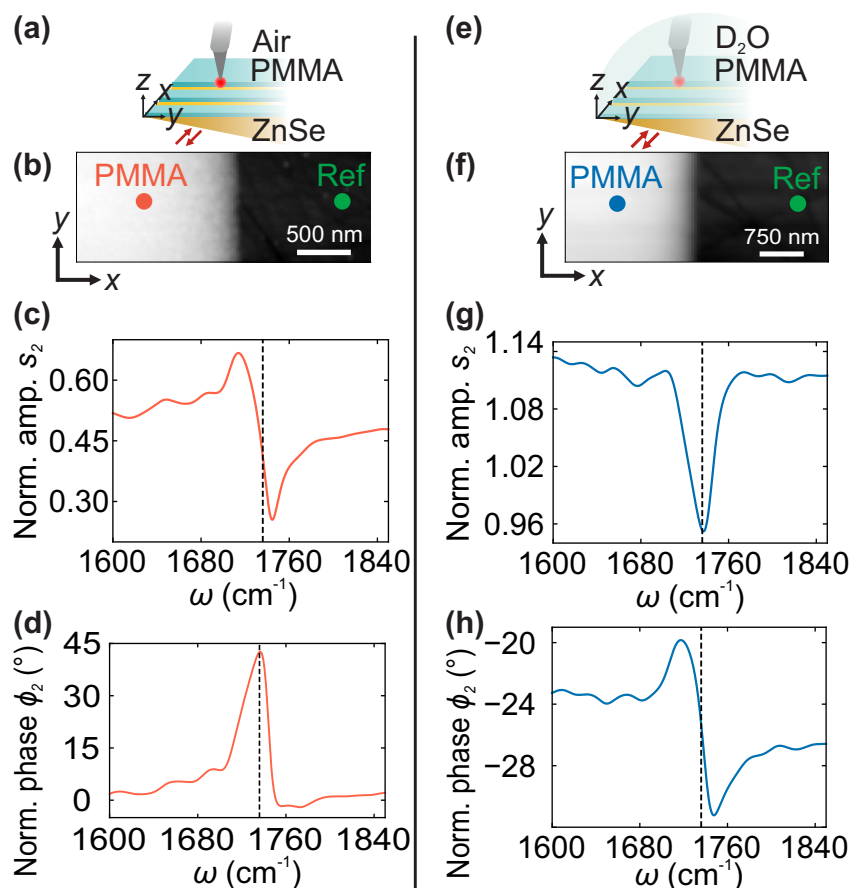 (a)
Air
PMMA
z
x
y
ZnSe
(b)
PMMA
Ref
500 nm
y
x
(c)
Norm. amp. s₂
0.60
0.45
0.30
1600 1680 1760 1840
ω (cm⁻¹)
(d)
Norm. phase ϕ₂ (°)
45
30
15
0
1600 1680 1760 1840
ω (cm⁻¹)
(e)
D₂O
PMMA
z
x
y
ZnSe
(f)
PMMA
Ref
750 nm
y
x
(g)
Norm. amp. s₂
1.14
1.08
1.02
0.96
1600 1680 1760 1840
ω (cm⁻¹)
(h)
Norm. phase ϕ₂ (°)
−20
−24
−28
1600 1680 1760 1840
ω (cm⁻¹)